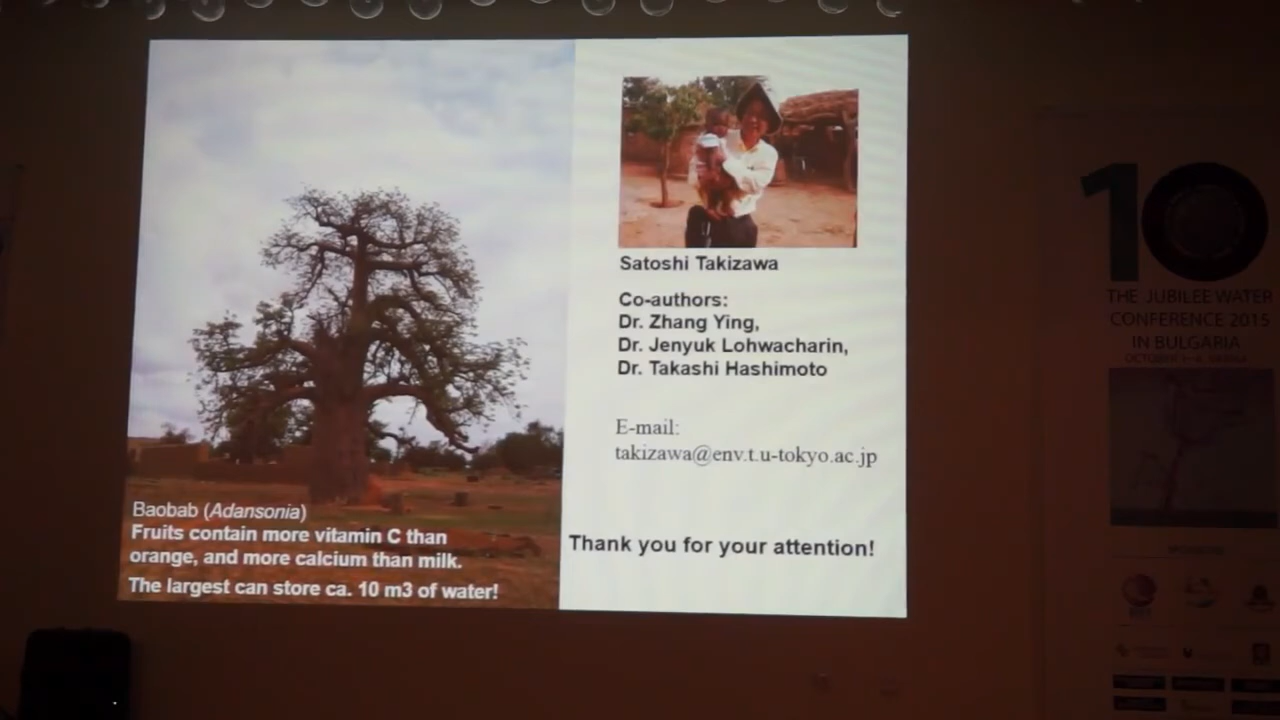 Baobab (Adansonia)
Fruits contain more vitamin C than
orange, and more calcium than milk.
The largest can store ca. 10 m3 of water!
Satoshi Takizawa
Co-authors:
Dr. Zhang Ying,
Dr. Jenyuk Lohwacharin,
Dr. Takashi Hashimoto
E-mail:
takizawa@env.t.u-tokyo.ac.jp
Thank you for your attention!
10
THE JUBILEE WATER
CONFERENCE 2015
IN BULGARIA